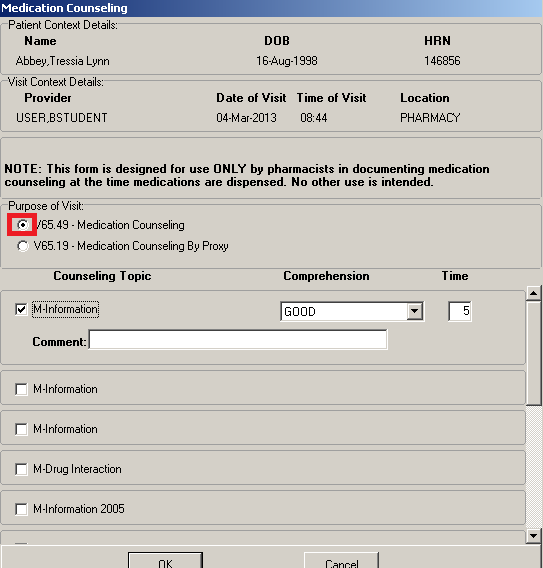 Medication Counseling
Patient Context Details:
Name DOB HRN
Abbey,Tressia Lynn 16-Aug-1998 146856
Visit Context Details:
Provider Date of Visit Time of Visit Location
USER,BSTUDENT 04-Mar-2013 08:44 PHARMACY
NOTE: This form is designed for use ONLY by pharmacists in documenting medication
counseling at the time medications are dispensed. No other use is intended.
Purpose of Visit:
V65.49 - Medication Counseling
V65.19 - Medication Counseling By Proxy
Counseling Topic Comprehension Time
M-Information GOOD 5
Comment:
M-Information
M-Information
M-Drug Interaction
M-Information 2005
OK Cancel